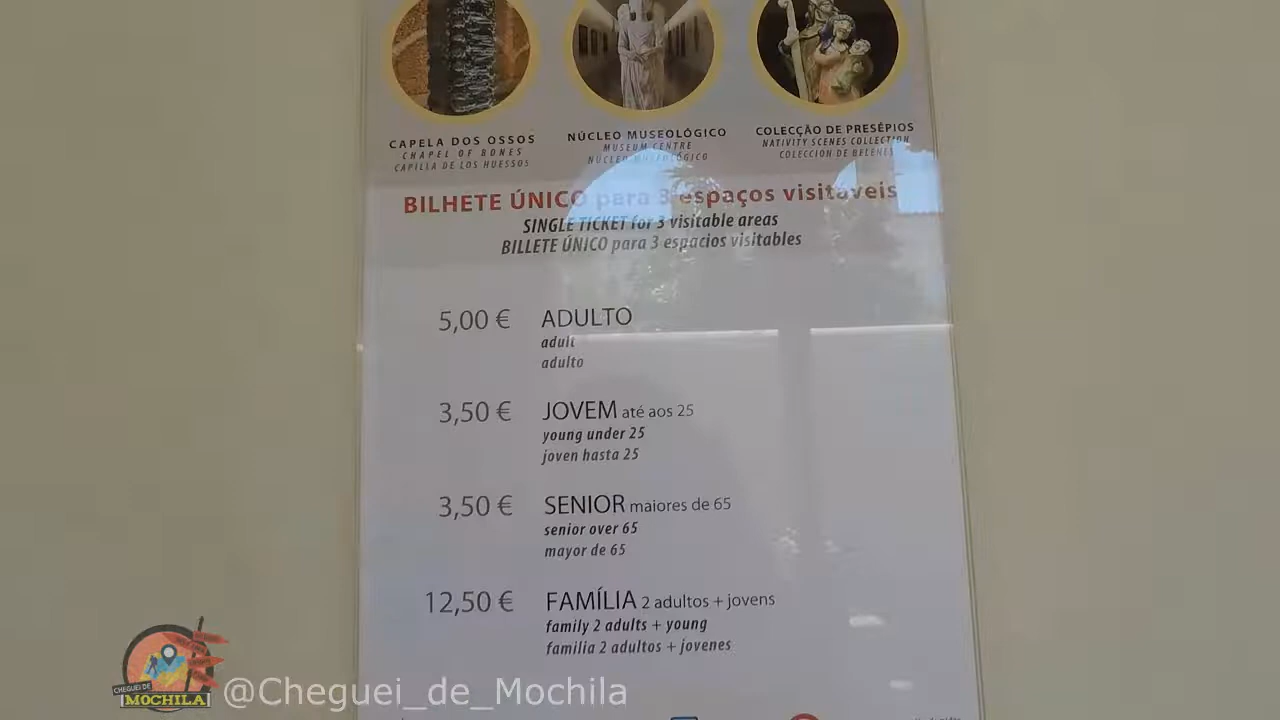 CAPELA DOS OSSOS
CHAPEL OF BONES
CAPILLA DE LOS HUESSOS
NÚCLEO MUSEOLÓGICO
MUSEUM CENTRE
NÚCLEO MUSEOLÓGICO
COLECÇÃO DE PRESÉPIOS
NATIVITY SCENES COLLECTION
COLECCION DE BELENES
BILHETE ÚNICO para 3 espaços visitáveis
SINGLE TICKET for 3 visitable areas
BILLETE ÚNICO para 3 espacios visitables
5,00 € ADULTO
adult
adulto
3,50 € JOVEM até aos 25
young under 25
joven hasta 25
3,50 € SENIOR maiores de 65
senior over 65
mayor de 65
12,50 € FAMÍLIA 2 adultos + jovens
family 2 adults + young
familia 2 adultos + jovenes
CHEGUEI DE
MOCHILA
@Cheguei_de_Mochila